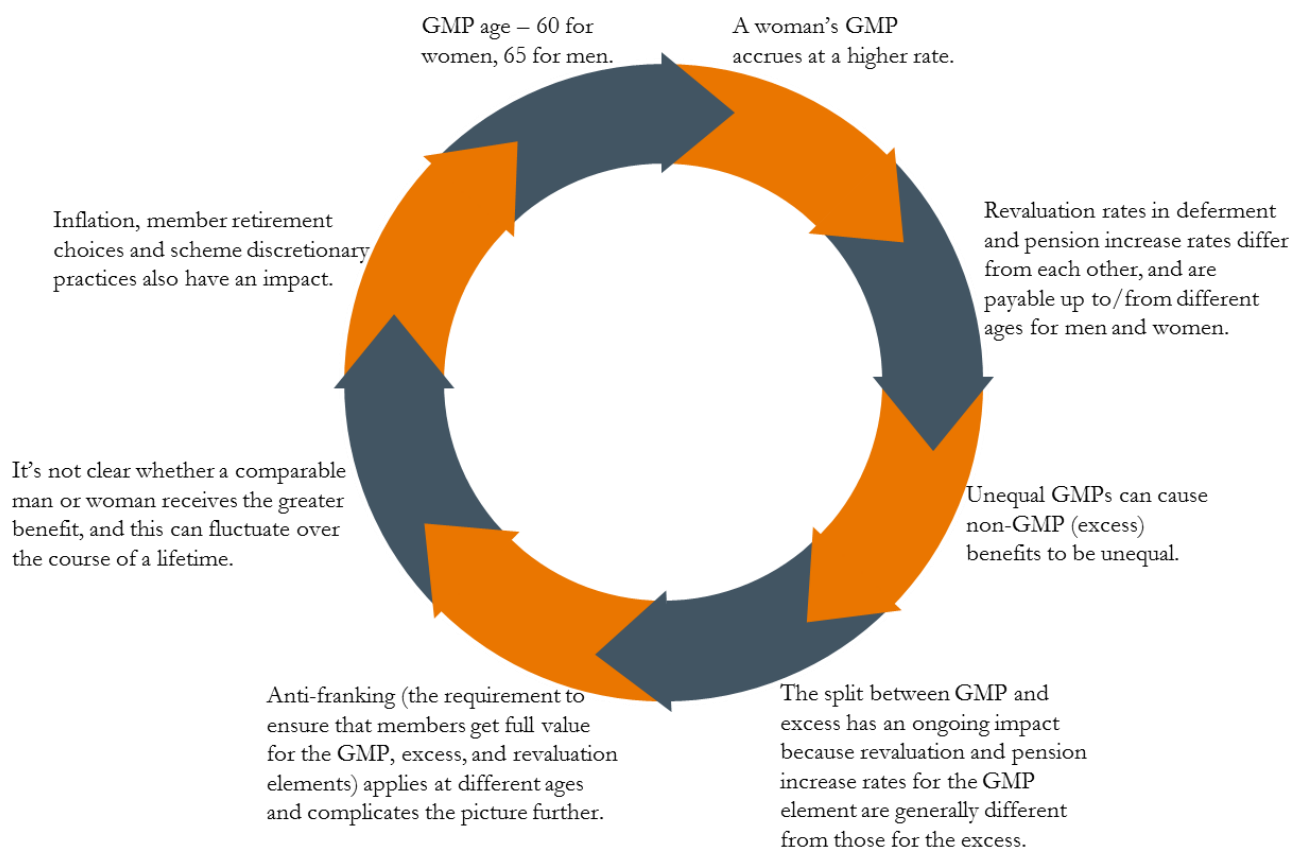 GMP age – 60 for
women, 65 for men.
A woman’s GMP
accrues at a higher rate.
Revaluation rates in deferment
and pension increase rates differ
from each other, and are
payable up to/from different
ages for men and women.
Unequal GMPs can cause
non-GMP (excess)
benefits to be unequal.
The split between GMP and
excess has an ongoing impact
because revaluation and pension
increase rates for the GMP
element are generally different
from those for the excess.
Anti-franking (the requirement to
ensure that members get full value
for the GMP, excess, and revaluation
elements) applies at different ages
and complicates the picture further.
It’s not clear whether a comparable
man or woman receives the greater
benefit, and this can fluctuate over
the course of a lifetime.
Inflation, member retirement
choices and scheme discretionary
practices also have an impact.